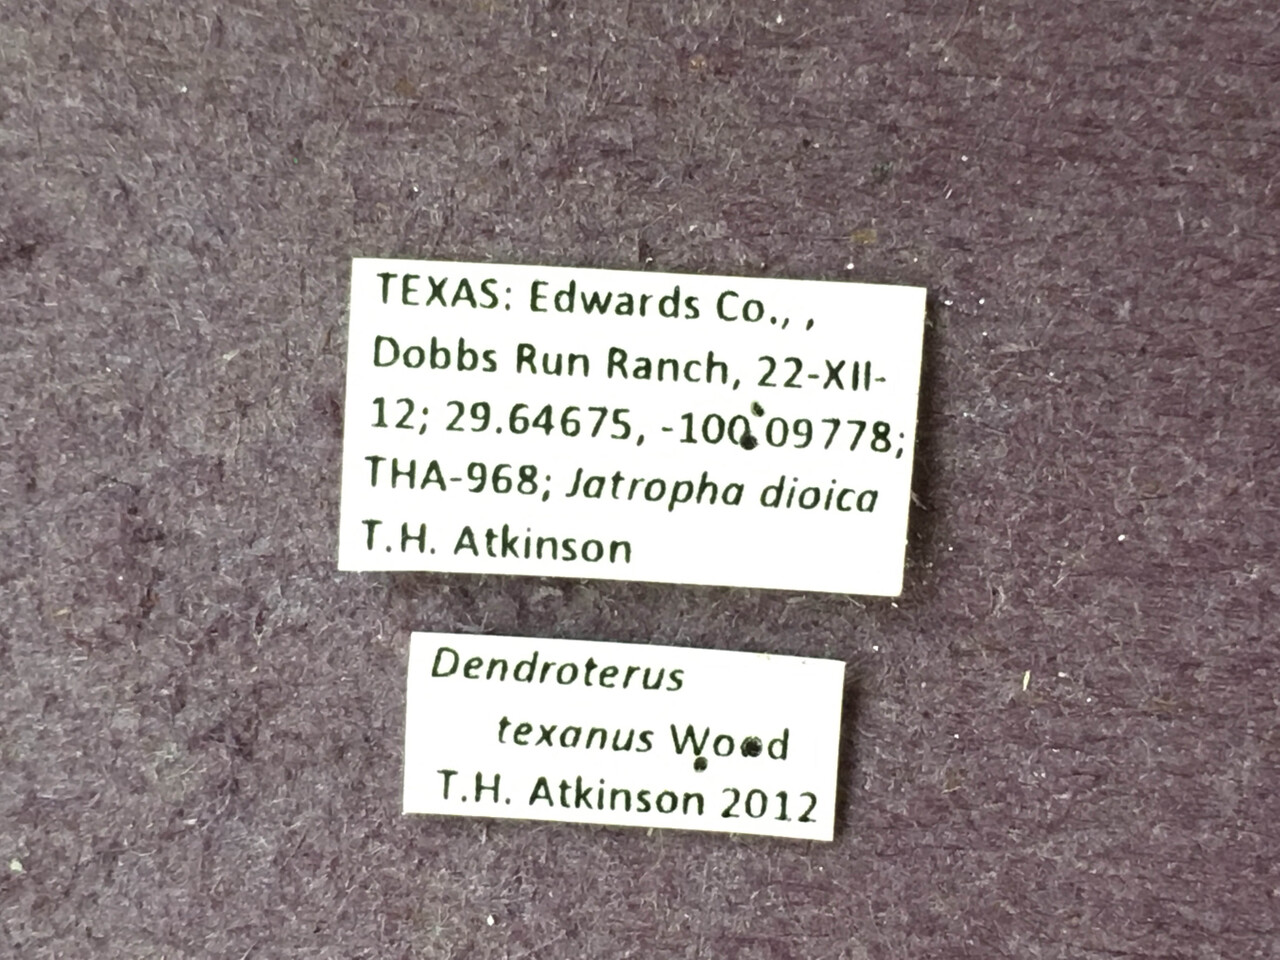 TEXAS: Edwards Co., ,
Dobbs Run Ranch, 22-XII-
12; 29.64675, -100.09778;
THA-968; Jatropha dioica
T.H. Atkinson
Dendroterus
texanus Wood
T.H. Atkinson 2012